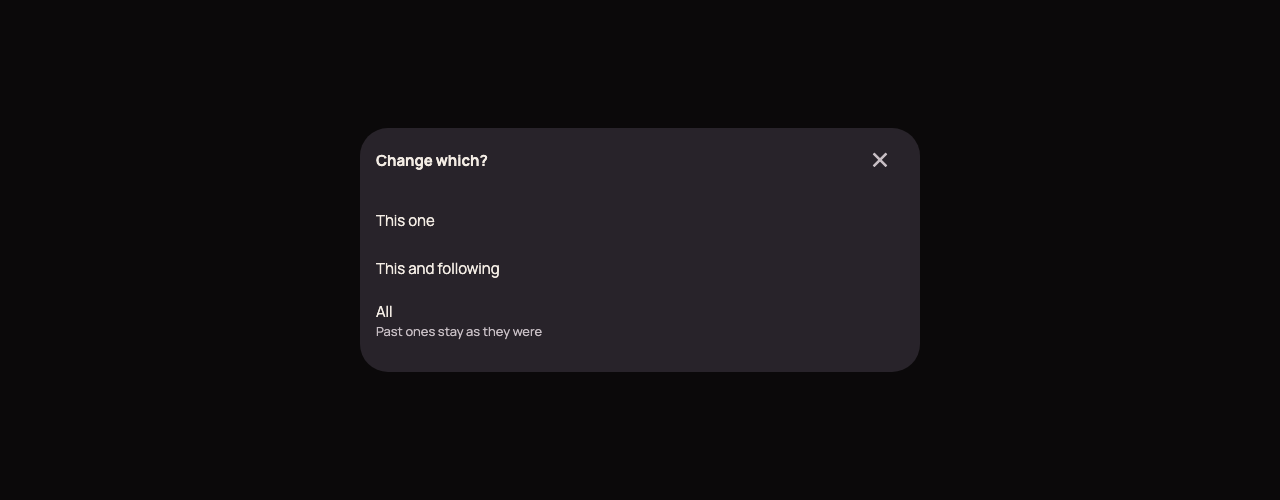 Change which?
This one
This and following
All
Past ones stay as they were